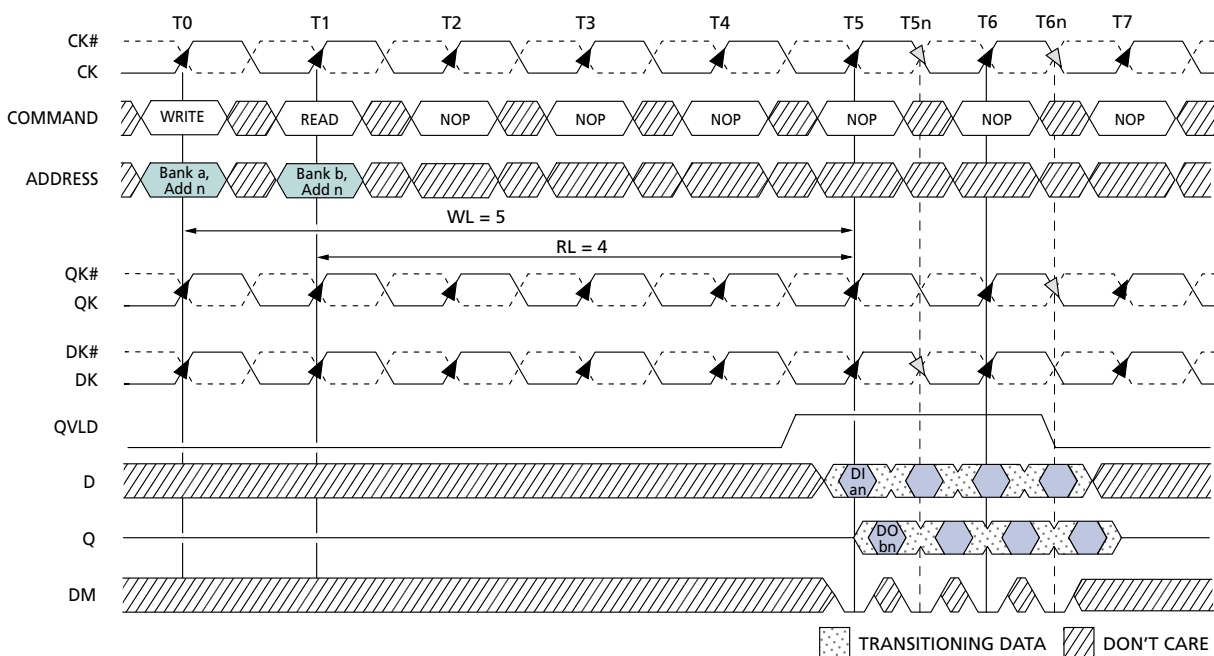 T0 T1 T2 T3 T4 T5 T5n T6 T6n T7
CK#
CK
COMMAND WRITE READ NOP NOP NOP NOP NOP NOP
ADDRESS Bank a, Add n Bank b, Add n
WL = 5
RL = 4
QK#
QK
DK#
DK
QVLD
D DI an
Q DO bn
DM
TRANSITIONING DATA DON'T CARE